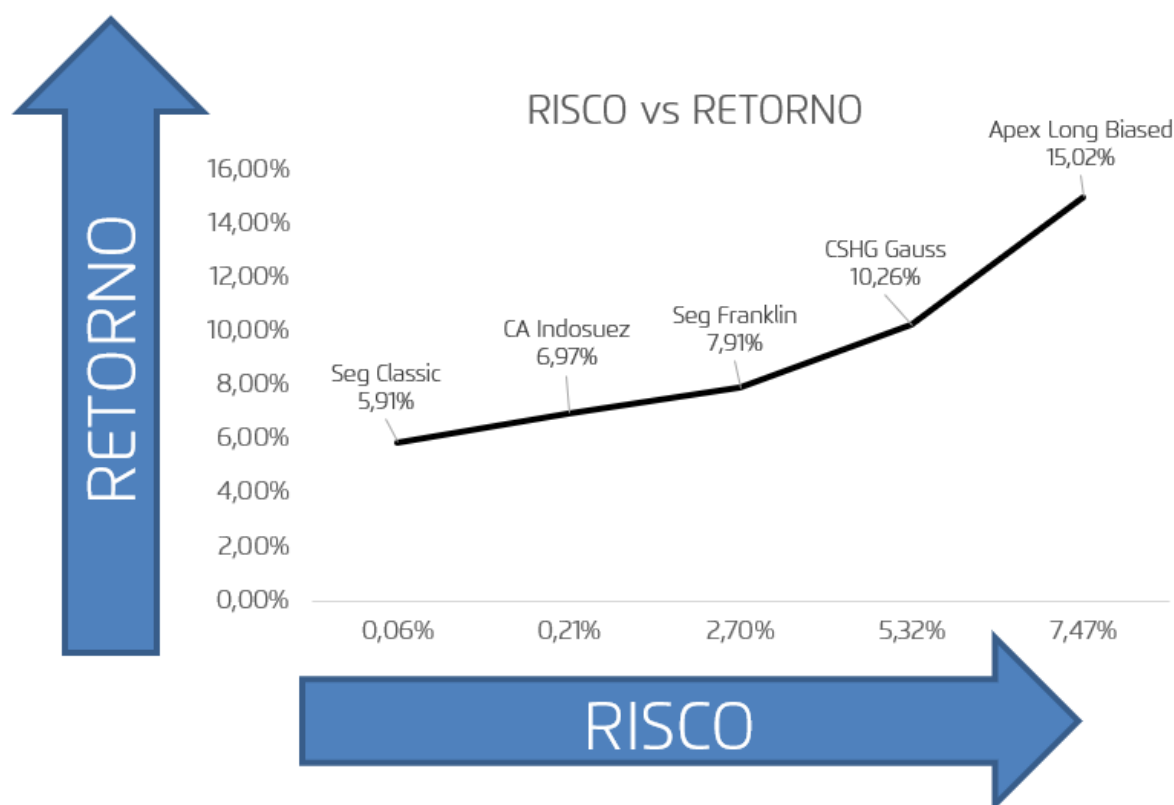 RISCO vs RETORNO
RETORNO
16,00%
14,00%
12,00%
10,00%
8,00%
6,00%
4,00%
2,00%
0,00%
Seg Classic
5,91%
CA Indosuez
6,97%
Seg Franklin
7,91%
CSHG Gauss
10,26%
Apex Long Biased
15,02%
0,06% 0,21% 2,70% 5,32% 7,47%
RISCO